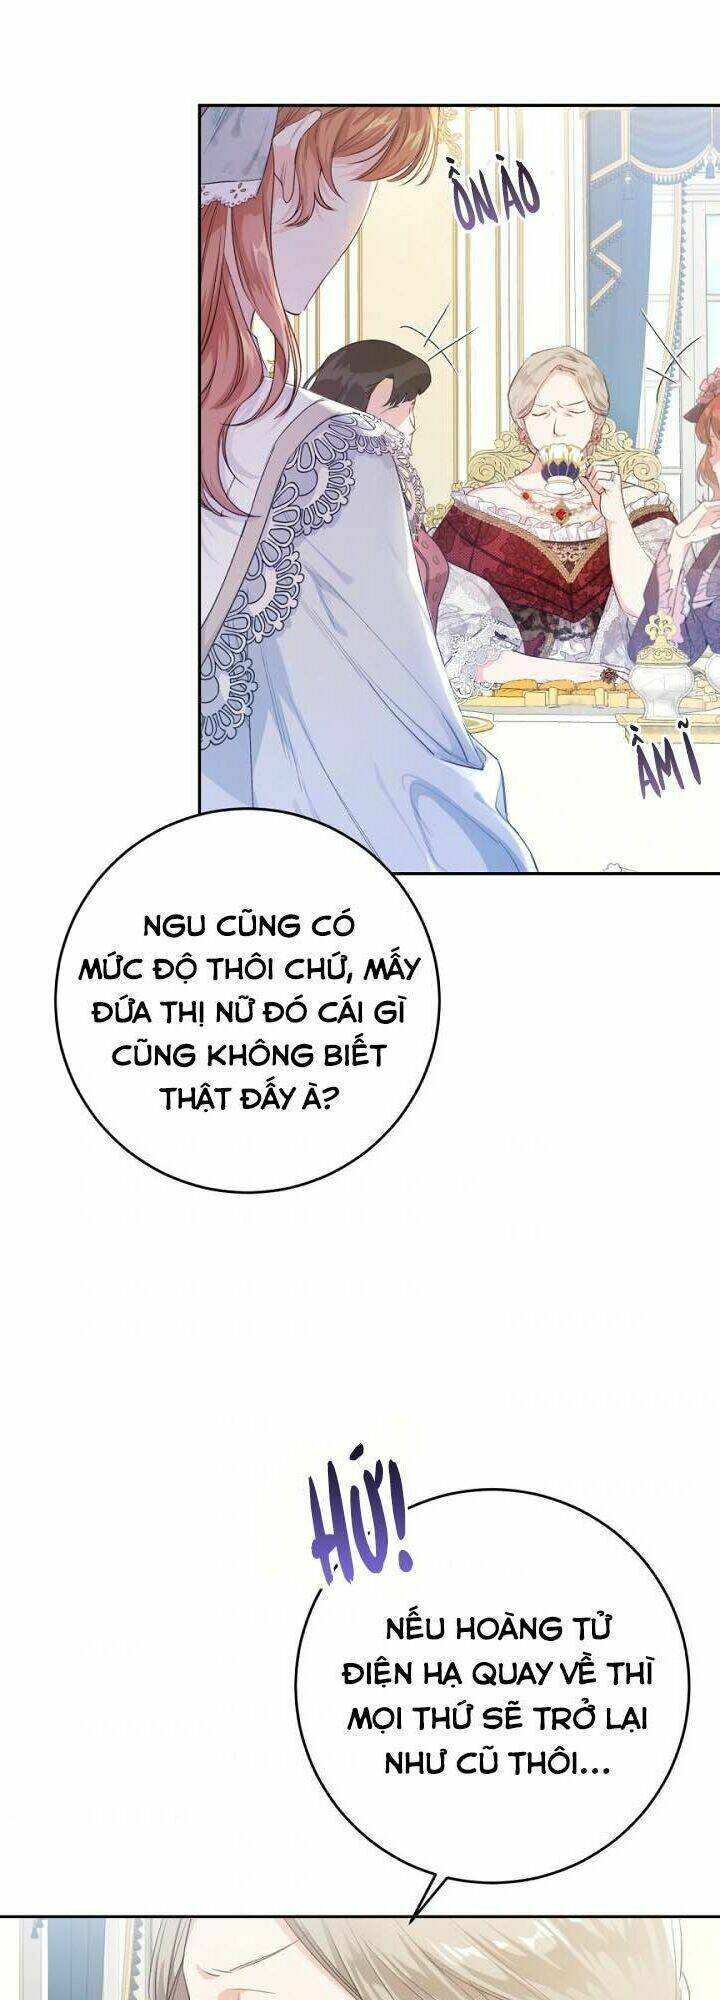 ỒN ÀO
ẦM Ĩ
NGU CŨNG CÓ
MỨC ĐỘ THÔI CHỨ, MẤY
ĐỨA THỊ NỮ ĐÓ CÁI GÌ
CŨNG KHÔNG BIẾT
THẬT ĐẤY À?
HỨ!
NẾU HOÀNG TỬ
ĐIỆN HẠ QUAY VỀ THÌ
MỌI THỨ SẼ TRỞ LẠI
NHƯ CŨ THÔI...